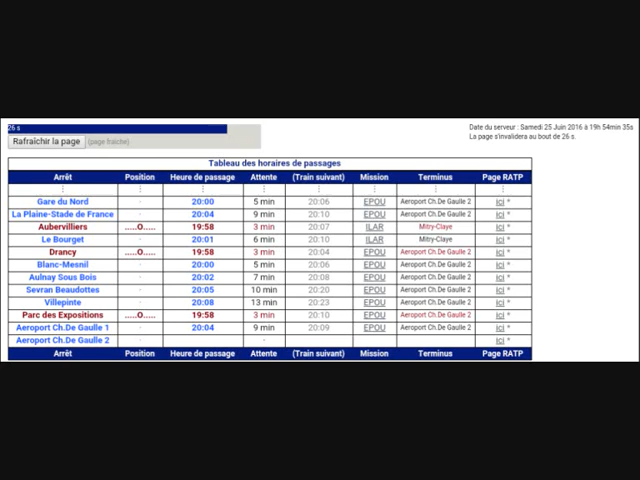 26 s
Date du serveur : Samedi 25 Juin 2016 à 19h 54min 35s
La page s'invalidera au bout de 26 s.
Rafraîchir la page (page fraiche)
Tableau des horaires de passages
Arrêt Position Heure de passage Attente (Train suivant) Mission Terminus Page RATP
⋮ ⋮ ⋮ ⋮ ⋮ ⋮ ⋮ ⋮
Gare du Nord - 20:00 5 min 20:06 EPOU Aeroport Ch.De Gaulle 2 ici *
La Plaine-Stade de France - 20:04 9 min 20:10 EPOU Aeroport Ch.De Gaulle 2 ici *
Aubervilliers .....O..... 19:58 3 min 20:07 ILAR Mitry-Claye ici *
Le Bourget - 20:01 6 min 20:10 ILAR Mitry-Claye ici *
Drancy .....O..... 19:58 3 min 20:04 EPOU Aeroport Ch.De Gaulle 2 ici *
Blanc-Mesnil - 20:00 5 min 20:06 EPOU Aeroport Ch.De Gaulle 2 ici *
Aulnay Sous Bois - 20:02 7 min 20:08 EPOU Aeroport Ch.De Gaulle 2 ici *
Sevran Beaudottes - 20:05 10 min 20:20 EPOU Aeroport Ch.De Gaulle 2 ici *
Villepinte - 20:08 13 min 20:23 EPOU Aeroport Ch.De Gaulle 2 ici *
Parc des Expositions .....O..... 19:58 3 min 20:10 EPOU Aeroport Ch.De Gaulle 2 ici *
Aeroport Ch.De Gaulle 1 - 20:04 9 min 20:09 EPOU Aeroport Ch.De Gaulle 2 ici *
Aeroport Ch.De Gaulle 2 - - ici *
Arrêt Position Heure de passage Attente (Train suivant) Mission Terminus Page RATP